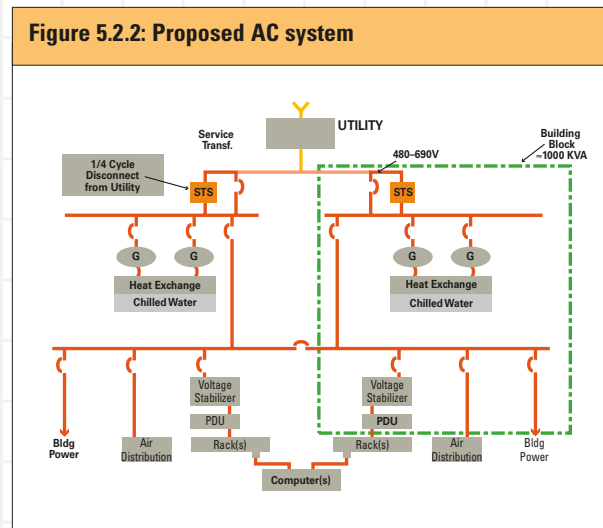 Figure 5.2.2: Proposed AC system
UTILITY
Service
Transf.
480–690V
Building
Block
≈1000 KVA
1/4 Cycle
Disconnect
from Utility
STS
STS
G
G
G
G
Heat Exchange
Chilled Water
Heat Exchange
Chilled Water
Voltage
Stabilizer
Voltage
Stabilizer
PDU
PDU
Bldg
Power
Air
Distribution
Rack(s)
Rack(s)
Air
Distribution
Bldg
Power
Computer(s)